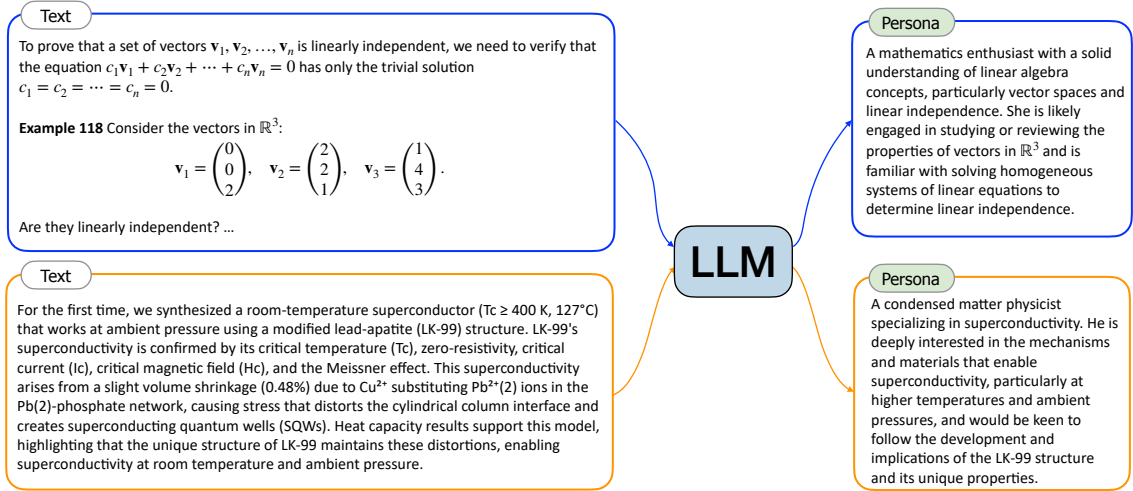 Text
To prove that a set of vectors v₁, v₂, …, vₙ is linearly independent, we need to verify that
the equation c₁v₁ + c₂v₂ + ⋯ + cₙvₙ = 0 has only the trivial solution
c₁ = c₂ = ⋯ = cₙ = 0.
Example 118 Consider the vectors in ℝ³:
v₁ = (0 0 2), v₂ = (2 2 1), v₃ = (1 4 3).
Are they linearly independent? …
Text
For the first time, we synthesized a room-temperature superconductor (Tc ≥ 400 K, 127°C)
that works at ambient pressure using a modified lead-apatite (LK-99) structure. LK-99's
superconductivity is confirmed by its critical temperature (Tc), zero-resistivity, critical
current (Ic), critical magnetic field (Hc), and the Meissner effect. This superconductivity
arises from a slight volume shrinkage (0.48%) due to Cu²⁺ substituting Pb²⁺(2) ions in the
Pb(2)-phosphate network, causing stress that distorts the cylindrical column interface and
creates superconducting quantum wells (SQWs). Heat capacity results support this model,
highlighting that the unique structure of LK-99 maintains these distortions, enabling
superconductivity at room temperature and ambient pressure.
LLM
Persona
A mathematics enthusiast with a solid
understanding of linear algebra
concepts, particularly vector spaces and
linear independence. She is likely
engaged in studying or reviewing the
properties of vectors in ℝ³ and is
familiar with solving homogeneous
systems of linear equations to
determine linear independence.
Persona
A condensed matter physicist
specializing in superconductivity. He is
deeply interested in the mechanisms
and materials that enable
superconductivity, particularly at
higher temperatures and ambient
pressures, and would be keen to
follow the development and
implications of the LK-99 structure
and its unique properties.